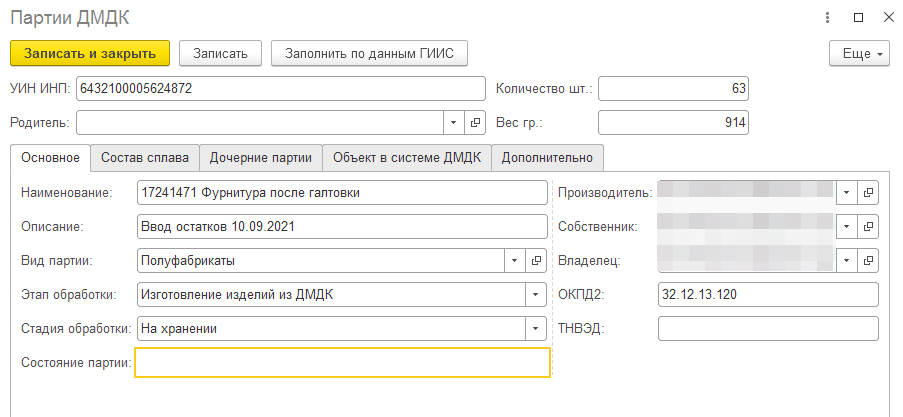 Партии ДМДК
Записать и закрыть Записать Заполнить по данным ГИИС Еще
УИН ИНП: 6432100005624872 Количество шт.: 63
Родитель: Вес гр.: 914
Основное Состав сплава Дочерние партии Объект в системе ДМДК Дополнительно
Наименование: 17241471 Фурнитура после галтовки Производитель:
Описание: Ввод остатков 10.09.2021 Собственник:
Вид партии: Полуфабрикаты Владелец:
Этап обработки: Изготовление изделий из ДМДК ОКПД2: 32.12.13.120
Стадия обработки: На хранении ТНВЭД:
Состояние партии: